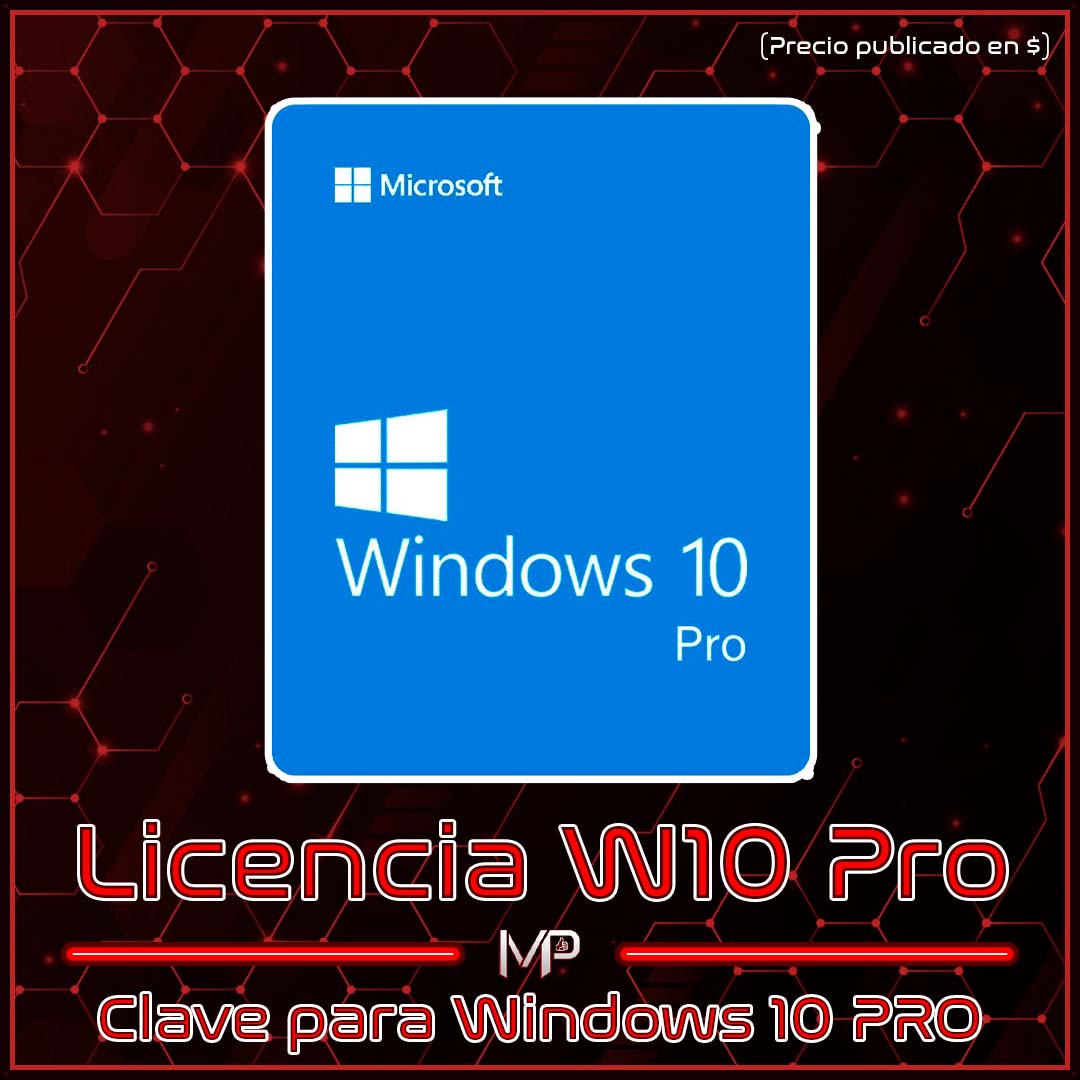 (Precio publicado en $)
Microsoft
Windows 10
Pro
Licencia W10 Pro
MP
Clave para Windows 10 PRO